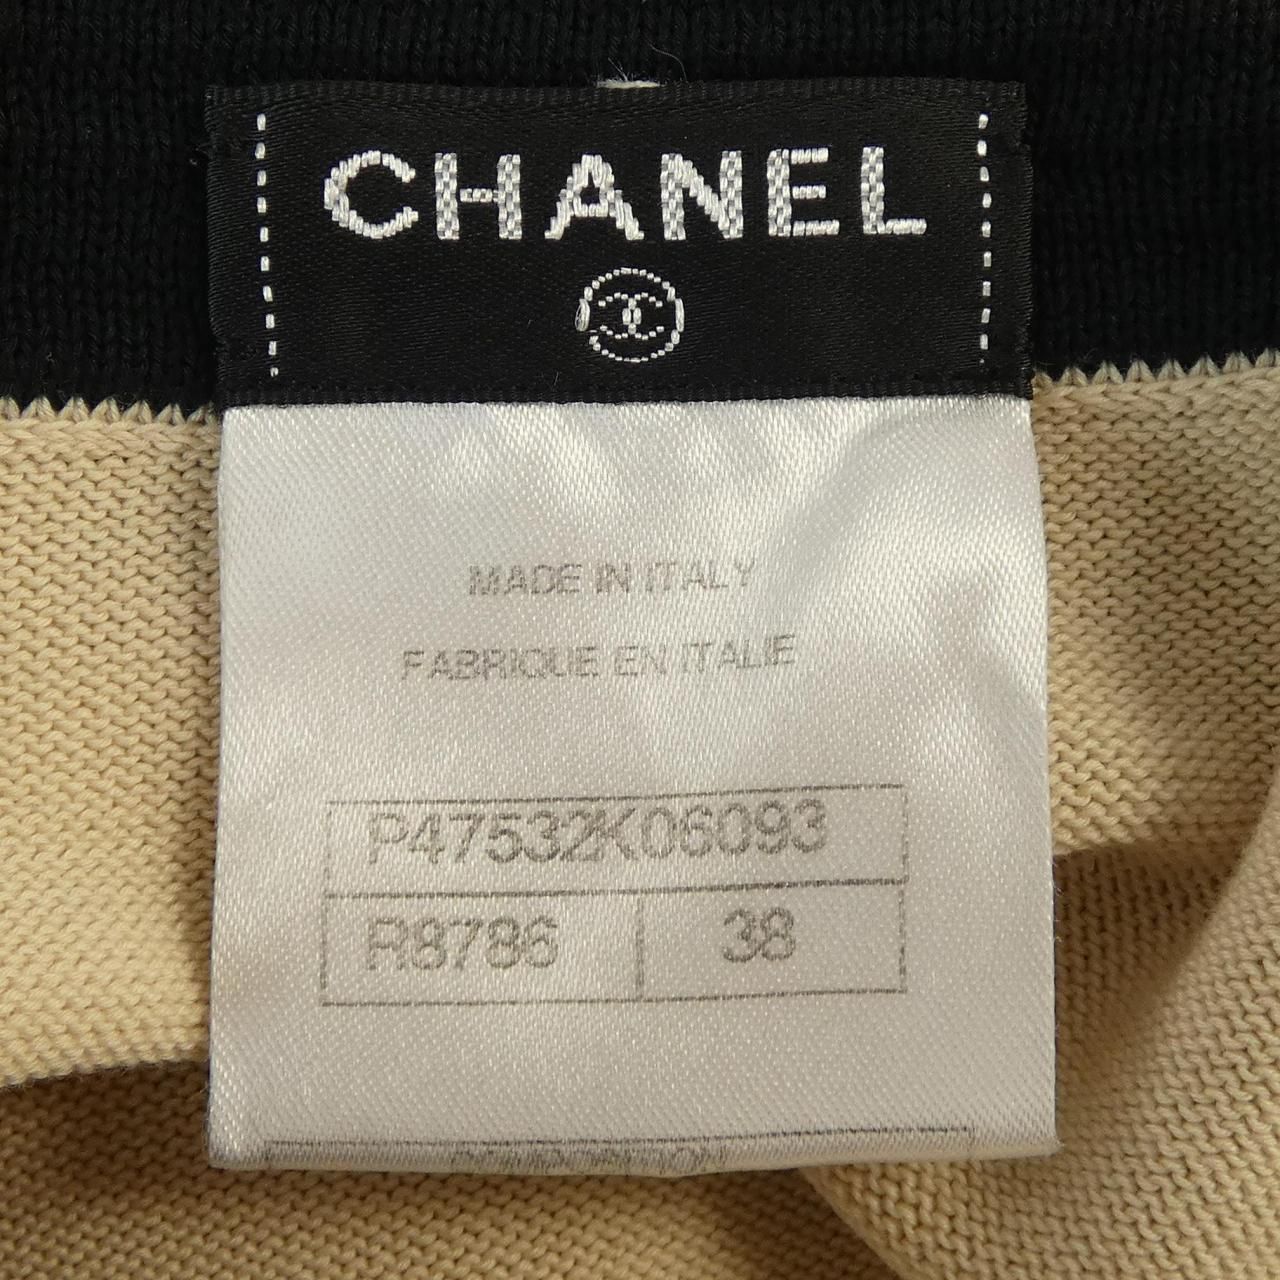 CHANEL
MADE IN ITALY
FABRIQUE EN ITALIE
P47532K06093
R8786 38